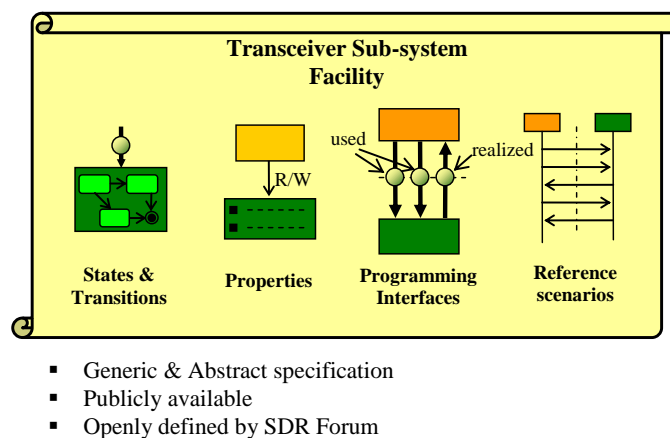 Transceiver Sub-system
Facility
used
realized
R/W
States &
Transitions
Properties
Programming
Interfaces
Reference
scenarios
▪ Generic & Abstract specification
▪ Publicly available
▪ Openly defined by SDR Forum